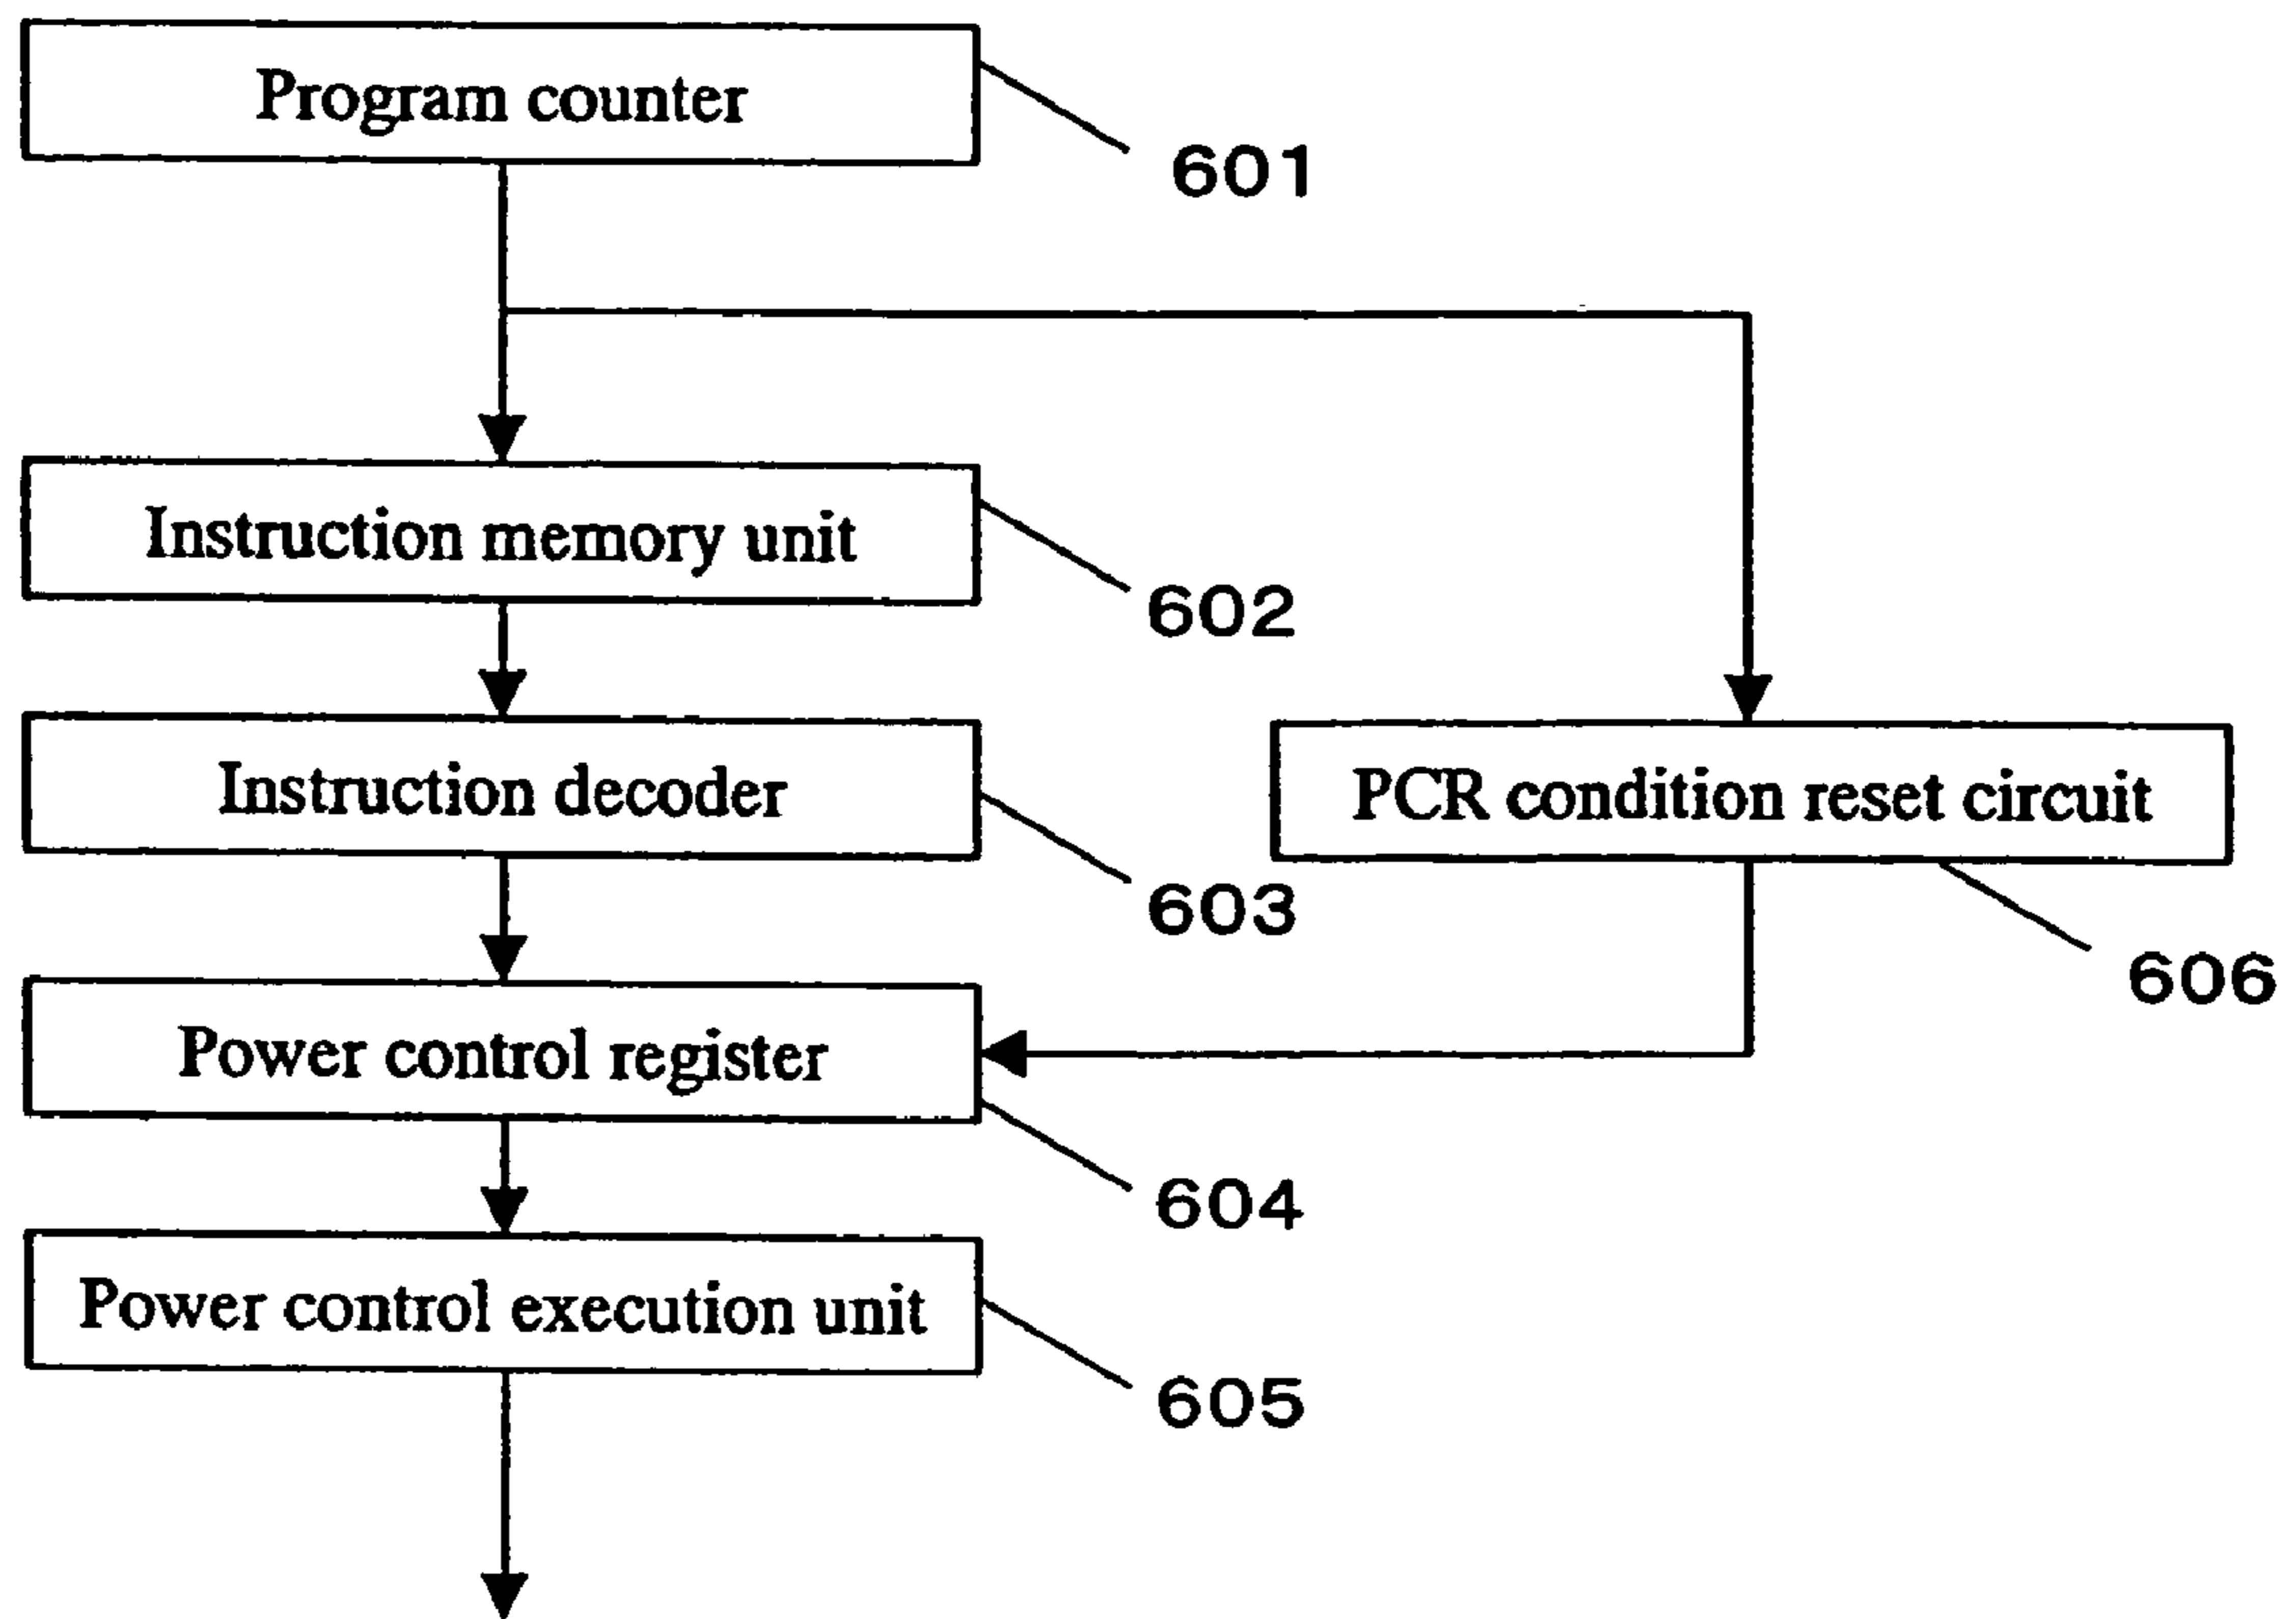 Program counter
601
Instruction memory unit
602
Instruction decoder
603
PCR condition reset circuit
606
Power control register
604
Power control execution unit
605